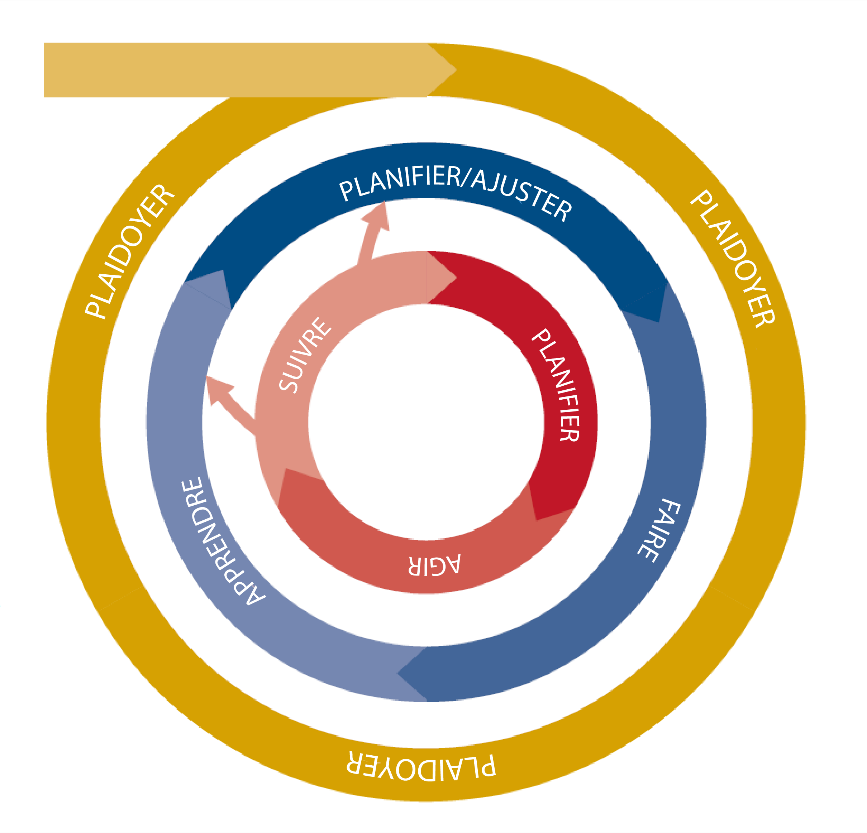 PLAIDOYER
PLAIDOYER
PLAIDOYER
PLANIFIER/AJUSTER
FAIRE
APPRENDRE
PLANIFIER
AGIR
SUIVRE